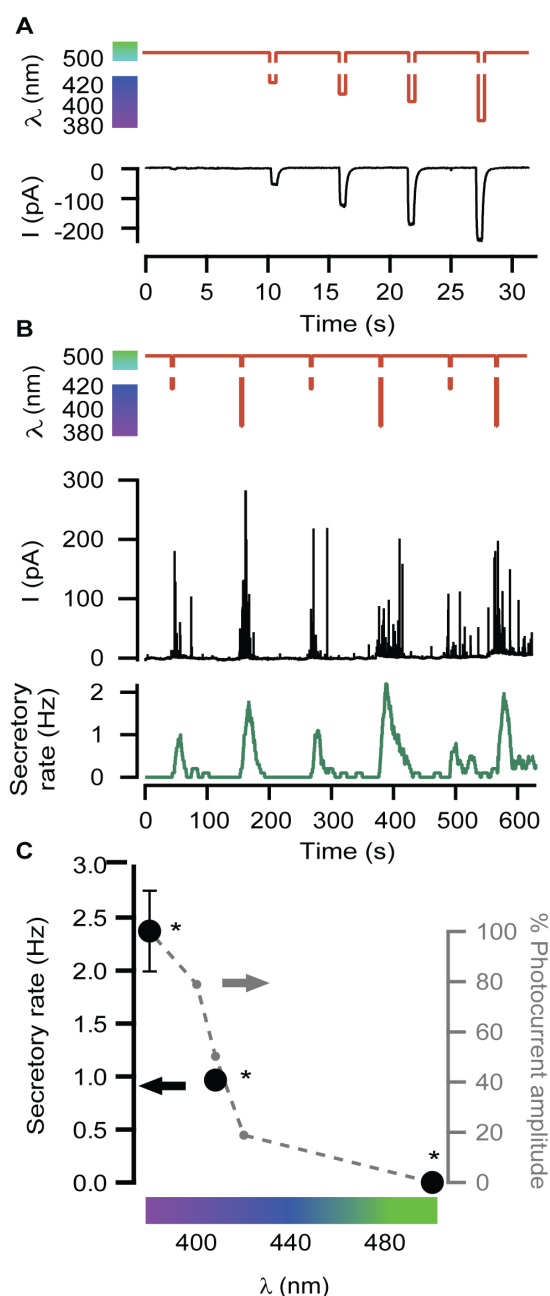 A
500
420
400
380
λ (nm)
0
-100
-200
I (pA)
0 5 10 15 20 25 30
Time (s)
B
500
420
400
380
λ (nm)
300
200
100
0
I (pA)
2
1
0
Secretory
rate (Hz)
0 100 200 300 400 500 600
Time (s)
C
3.0
2.5
2.0
1.5
1.0
0.5
0.0
Secretory rate (Hz)
*
*
*
100
80
60
40
20
0
% Photocurrent amplitude
400 440 480
λ (nm)